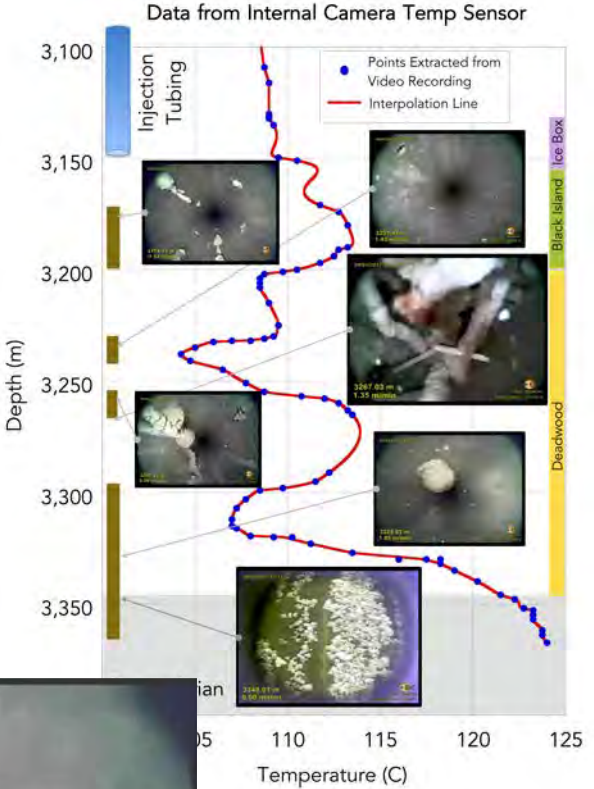 Data from Internal Camera Temp Sensor
Points Extracted from
Video Recording
Interpolation Line
Injection
Tubing
Ice Box
Black Island
Deadwood
3,100
3,150
3,200
3,250
3,300
3,350
Depth (m)
3267.03 m
1.35 m/min
ian
05
110
115
120
125
Temperature (C)